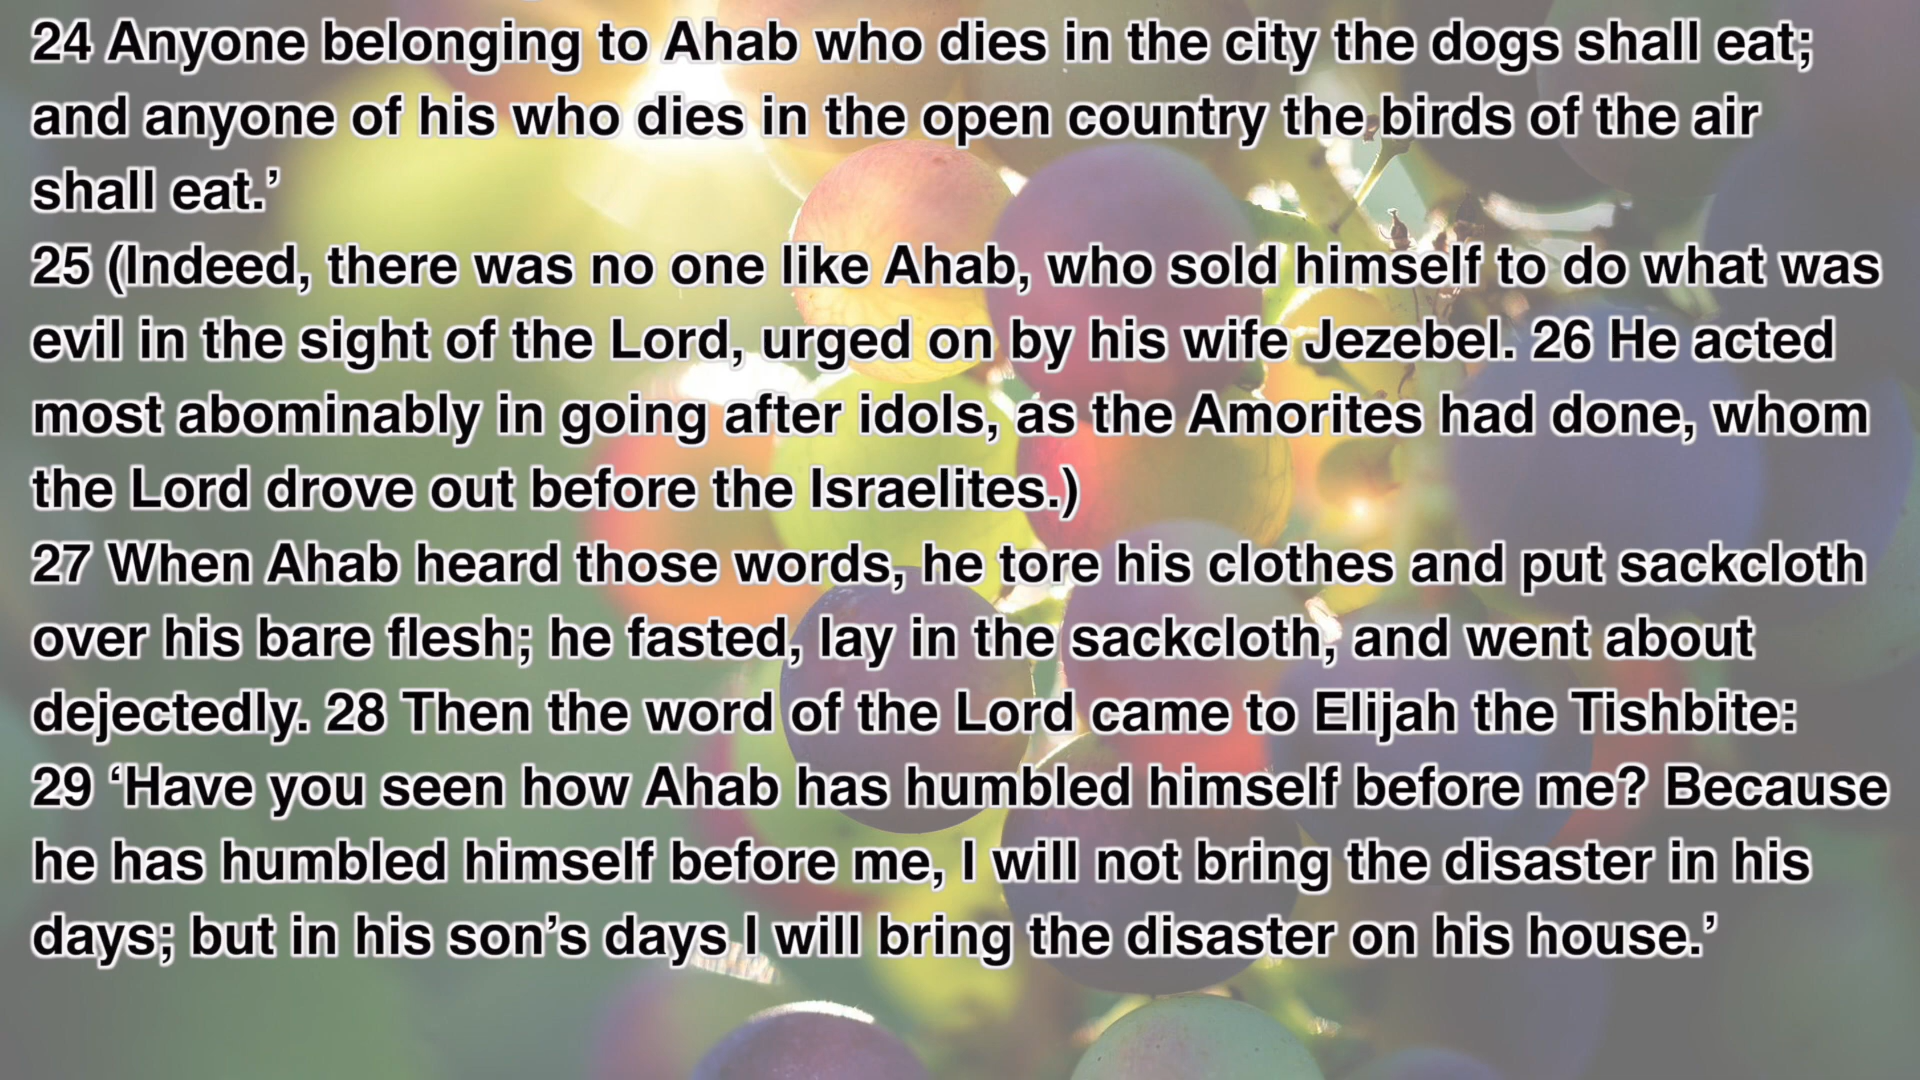 24 Anyone belonging to Ahab who dies in the city the dogs shall eat;
and anyone of his who dies in the open country the birds of the air
shall eat.’
25 (Indeed, there was no one like Ahab, who sold himself to do what was
evil in the sight of the Lord, urged on by his wife Jezebel. 26 He acted
most abominably in going after idols, as the Amorites had done, whom
the Lord drove out before the Israelites.)
27 When Ahab heard those words, he tore his clothes and put sackcloth
over his bare flesh; he fasted, lay in the sackcloth, and went about
dejectedly. 28 Then the word of the Lord came to Elijah the Tishbite:
29 ‘Have you seen how Ahab has humbled himself before me? Because
he has humbled himself before me, I will not bring the disaster in his
days; but in his son’s days I will bring the disaster on his house.’